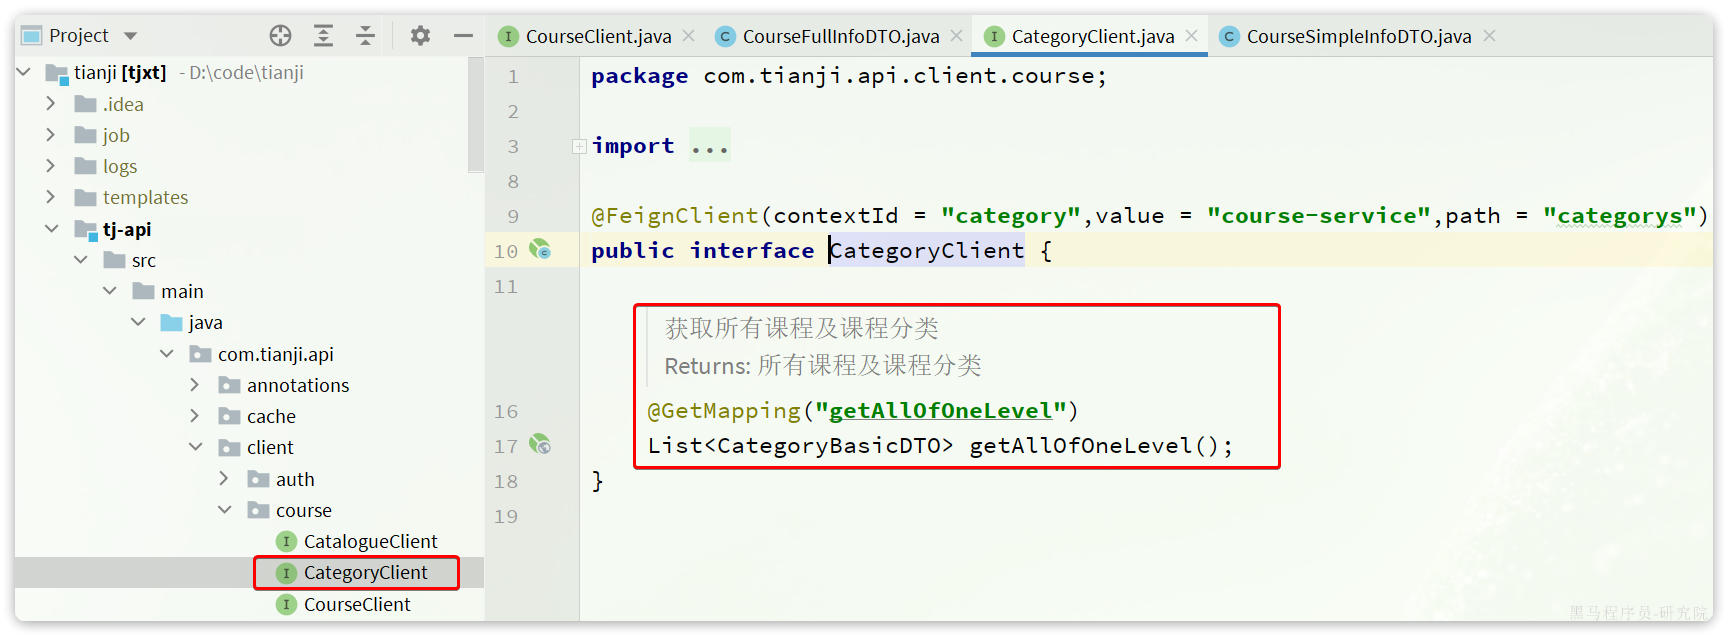 Project
CourseClient.java
CourseFullInfoDTO.java
CategoryClient.java
CourseSimpleInfoDTO.java
tianji [tjxt] - D:\code\tianji
.idea
job
logs
templates
tj-api
src
main
java
com.tianji.api
annotations
cache
client
auth
course
CatalogueClient
CategoryClient
CourseClient
1 package com.tianji.api.client.course;
2
3 import ...
8
9 @FeignClient(contextId = "category",value = "course-service",path = "categorys")
10 public interface CategoryClient {
11
获取所有课程及课程分类
Returns: 所有课程及课程分类
16 @GetMapping("getAllOfOneLevel")
17 List<CategoryBasicDTO> getAllOfOneLevel();
18 }
19
黑马程序员-研究院